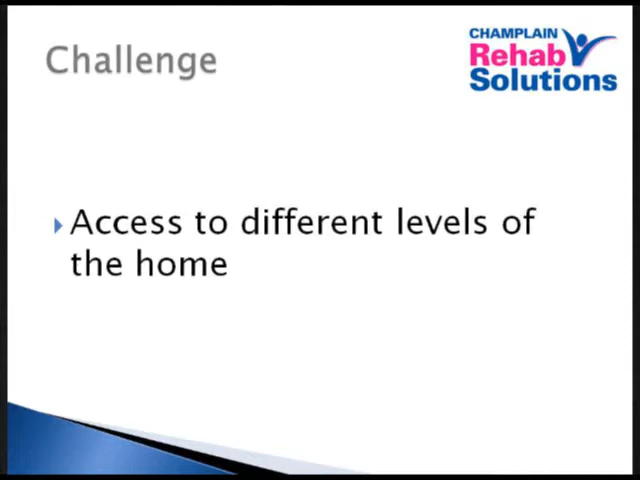 Challenge
CHAMPLAIN
Rehab
Solutions
Access to different levels of
the home